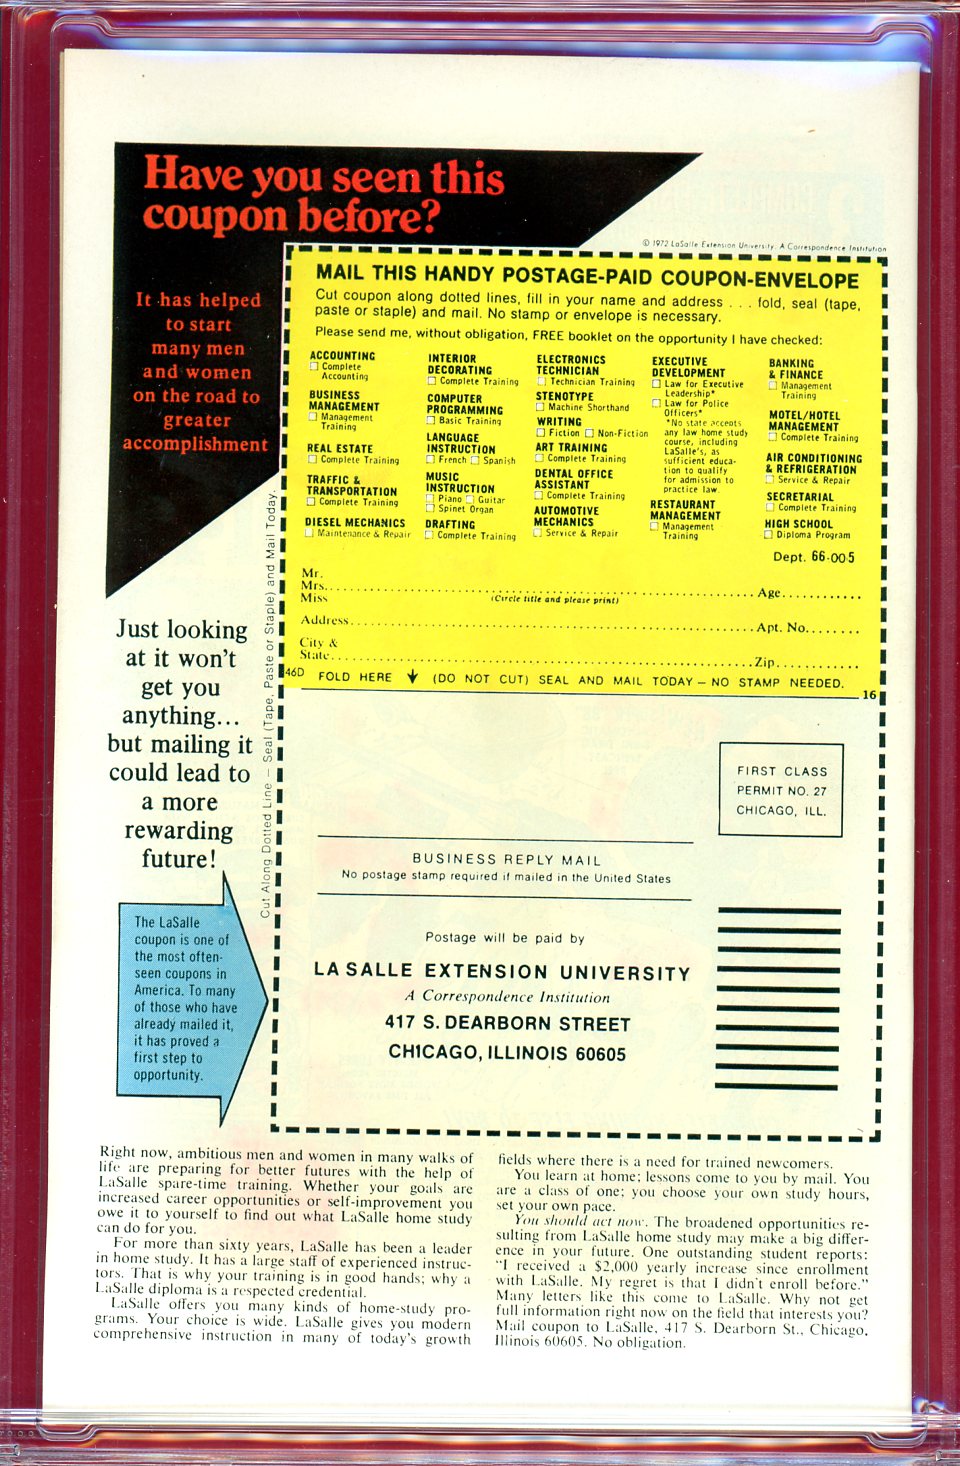 Have you seen this
coupon before?
© 1972 LaSalle Extension University. A Correspondence Institution
It has helped
to start
many men
and women
on the road to
greater
accomplishment
MAIL THIS HANDY POSTAGE-PAID COUPON-ENVELOPE
Cut coupon along dotted lines, fill in your name and address . . . fold, seal (tape,
paste or staple) and mail. No stamp or envelope is necessary.
Please send me, without obligation, FREE booklet on the opportunity I have checked:
ACCOUNTING
☐ Complete
Accounting
BUSINESS
MANAGEMENT
☐ Management
Training
REAL ESTATE
☐ Complete Training
TRAFFIC &
TRANSPORTATION
☐ Complete Training
DIESEL MECHANICS
☐ Maintenance & Repair
INTERIOR
DECORATING
☐ Complete Training
COMPUTER
PROGRAMMING
☐ Basic Training
LANGUAGE
INSTRUCTION
☐ French ☐ Spanish
MUSIC
INSTRUCTION
☐ Piano ☐ Guitar
☐ Spinet Organ
DRAFTING
☐ Complete Training
ELECTRONICS
TECHNICIAN
☐ Technician Training
STENOTYPE
☐ Machine Shorthand
WRITING
☐ Fiction ☐ Non-Fiction
ART TRAINING
☐ Complete Training
DENTAL OFFICE
ASSISTANT
☐ Complete Training
AUTOMOTIVE
MECHANICS
☐ Service & Repair
EXECUTIVE
DEVELOPMENT
☐ Law for Executive
Leadership*
☐ Law for Police
Officers*
*No state accepts
any law home study
course, including
LaSalle's, as
sufficient educa-
tion to qualify
for admission to
practice law.
RESTAURANT
MANAGEMENT
☐ Management
Training
BANKING
& FINANCE
☐ Management
Training
MOTEL/HOTEL
MANAGEMENT
☐ Complete Training
AIR CONDITIONING
& REFRIGERATION
☐ Service & Repair
SECRETARIAL
☐ Complete Training
HIGH SCHOOL
☐ Diploma Program
Dept. 66-005
Mr.
Mrs. Age
Miss (Circle title and please print)
Address Apt. No.
City &
State Zip
46D FOLD HERE (DO NOT CUT) SEAL AND MAIL TODAY – NO STAMP NEEDED.
16
Cut Along Dotted Line – Seal (Tape, Paste or Staple) and Mail Today.
Just looking
at it won't
get you
anything...
but mailing it
could lead to
a more
rewarding
future!
FIRST CLASS
PERMIT NO. 27
CHICAGO, ILL.
BUSINESS REPLY MAIL
No postage stamp required if mailed in the United States
Postage will be paid by
LA SALLE EXTENSION UNIVERSITY
A Correspondence Institution
417 S. DEARBORN STREET
CHICAGO, ILLINOIS 60605
The LaSalle
coupon is one of
the most often-
seen coupons in
America. To many
of those who have
already mailed it,
it has proved a
first step to
opportunity.
Right now, ambitious men and women in many walks of
life are preparing for better futures with the help of
LaSalle spare-time training. Whether your goals are
increased career opportunities or self-improvement you
owe it to yourself to find out what LaSalle home study
can do for you.
For more than sixty years, LaSalle has been a leader
in home study. It has a large staff of experienced instruc-
tors. That is why your training is in good hands; why a
LaSalle diploma is a respected credential.
LaSalle offers you many kinds of home-study pro-
grams. Your choice is wide. LaSalle gives you modern
comprehensive instruction in many of today's growth
fields where there is a need for trained newcomers.
You learn at home; lessons come to you by mail. You
are a class of one; you choose your own study hours,
set your own pace.
You should act now. The broadened opportunities re-
sulting from LaSalle home study may make a big differ-
ence in your future. One outstanding student reports:
"I received a $2,000 yearly increase since enrollment
with LaSalle. My regret is that I didn't enroll before."
Many letters like this come to LaSalle. Why not get
full information right now on the field that interests you?
Mail coupon to LaSalle, 417 S. Dearborn St., Chicago,
Illinois 60605. No obligation.